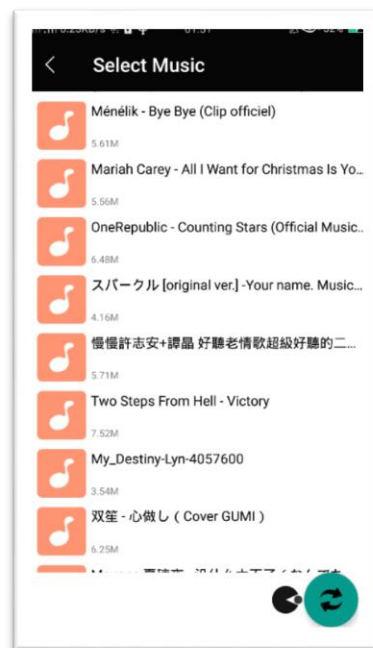 01:51
Select Music
Ménélik - Bye Bye (Clip officiel)
5.61M
Mariah Carey - All I Want for Christmas Is Yo...
5.56M
OneRepublic - Counting Stars (Official Music...
6.48M
スパークル [original ver.] -Your name. Music...
4.16M
慢慢許志安+譚晶 好聽老情歌超級好聽的二...
5.71M
Two Steps From Hell - Victory
7.52M
My_Destiny-Lyn-4057600
3.54M
双笙 - 心做し ( Cover GUMI )
6.25M